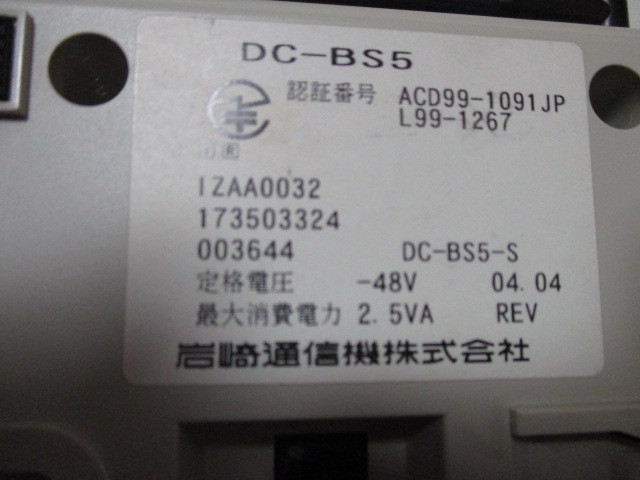 DC-BS5
認証番号 ACD99-1091JP
L99-1267
IZAA0032
173503324
003644 DC-BS5-S
定格電圧 -48V 04.04
最大消費電力 2.5VA REV
岩崎通信機株式会社